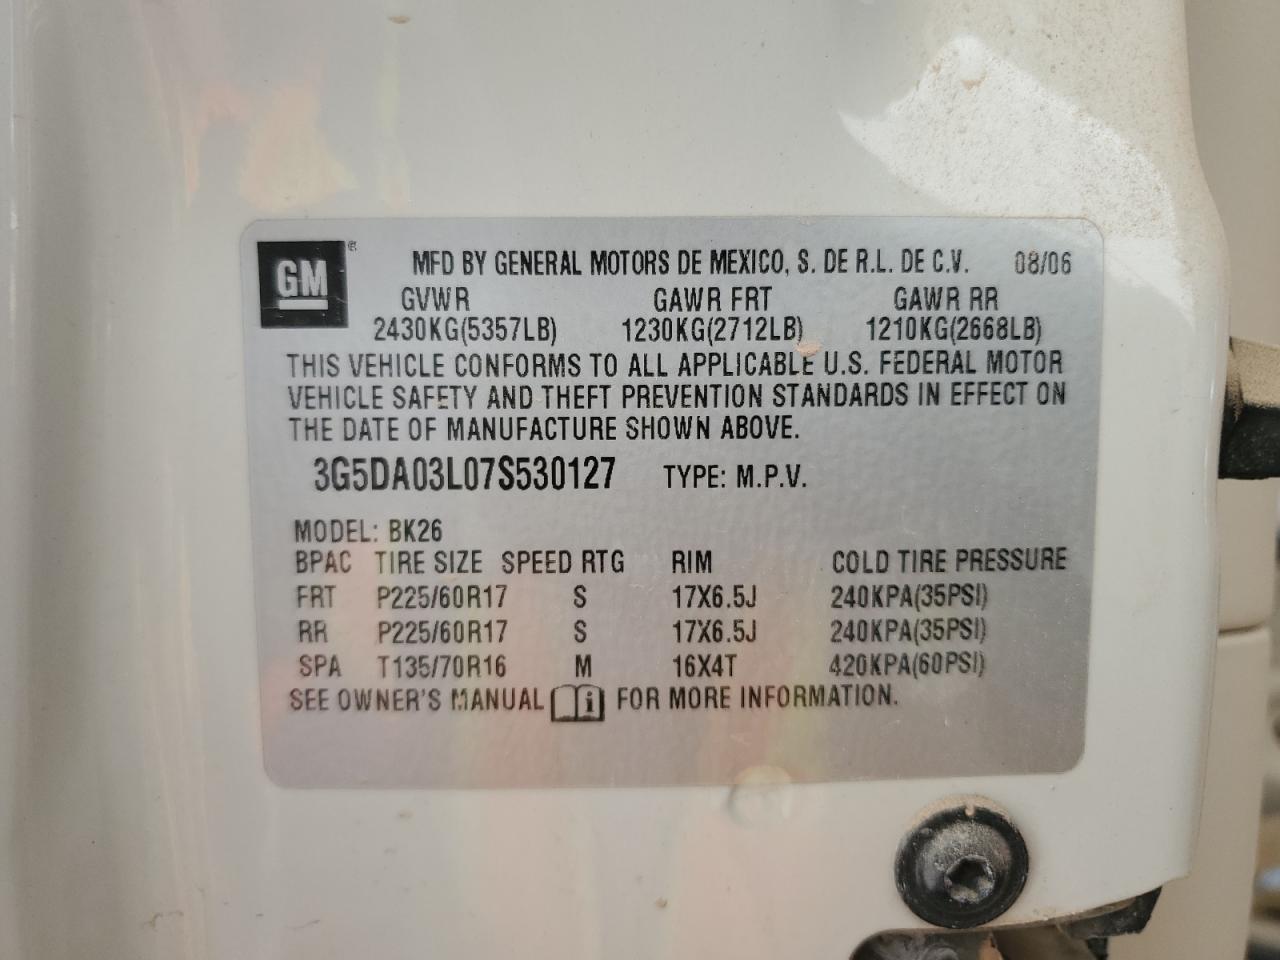 GM ® MFD BY GENERAL MOTORS DE MEXICO, S. DE R.L. DE C.V. 08/06
GVWR GAWR FRT GAWR RR
2430KG(5357LB) 1230KG(2712LB) 1210KG(2668LB)
THIS VEHICLE CONFORMS TO ALL APPLICABLE U.S. FEDERAL MOTOR
VEHICLE SAFETY AND THEFT PREVENTION STANDARDS IN EFFECT ON
THE DATE OF MANUFACTURE SHOWN ABOVE.
3G5DA03L07S530127 TYPE: M.P.V.
MODEL: BK26
BPAC TIRE SIZE SPEED RTG RIM COLD TIRE PRESSURE
FRT P225/60R17 S 17X6.5J 240KPA(35PSI)
RR P225/60R17 S 17X6.5J 240KPA(35PSI)
SPA T135/70R16 M 16X4T 420KPA(60PSI)
SEE OWNER'S MANUAL i FOR MORE INFORMATION.